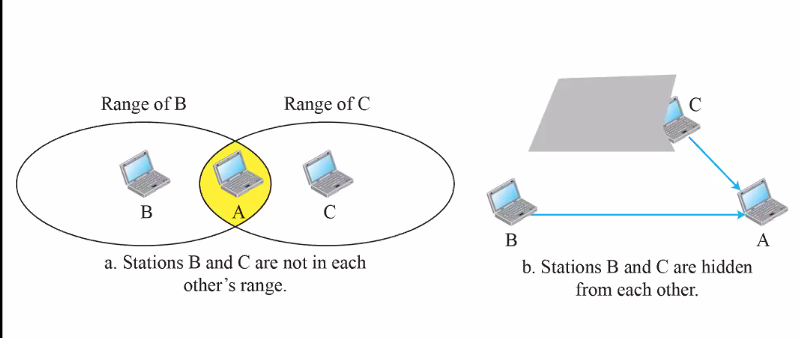 Range of B
Range of C
B
A
C
a. Stations B and C are not in each
other’s range.
C
B
A
b. Stations B and C are hidden
from each other.